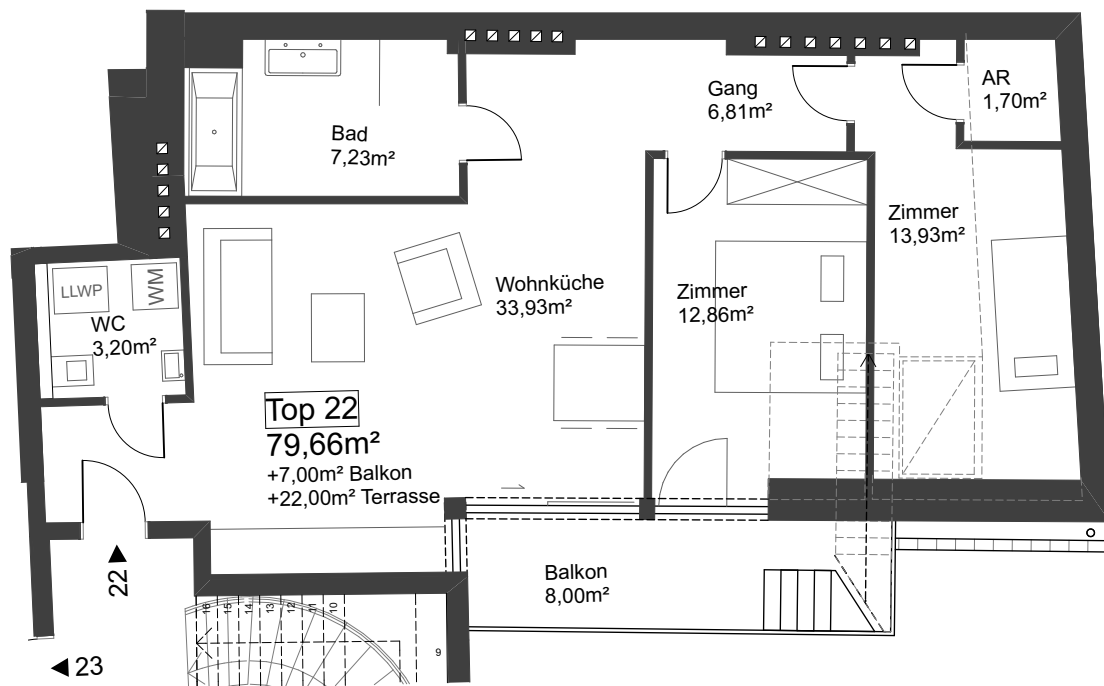 Bad
7,23m²
Gang
6,81m²
AR
1,70m²
Zimmer
13,93m²
Wohnküche
33,93m²
Zimmer
12,86m²
LLWP
WM
WC
3,20m²
Top 22
79,66m²
+7,00m² Balkon
+22,00m² Terrasse
Balkon
8,00m²
22
23
16 15 14 13 12 11 10
9